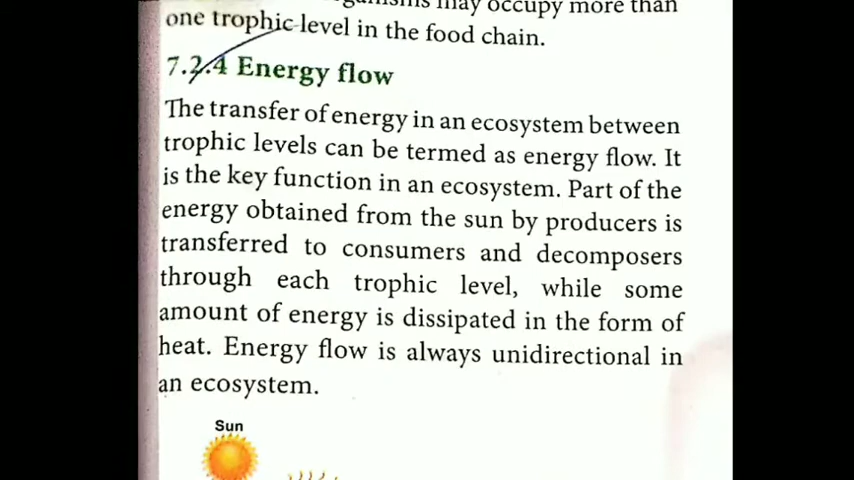 may occupy more than
one trophic level in the food chain.
7.2.4 Energy flow
The transfer of energy in an ecosystem between
trophic levels can be termed as energy flow. It
is the key function in an ecosystem. Part of the
energy obtained from the sun by producers is
transferred to consumers and decomposers
through each trophic level, while some
amount of energy is dissipated in the form of
heat. Energy flow is always unidirectional in
an ecosystem.
Sun